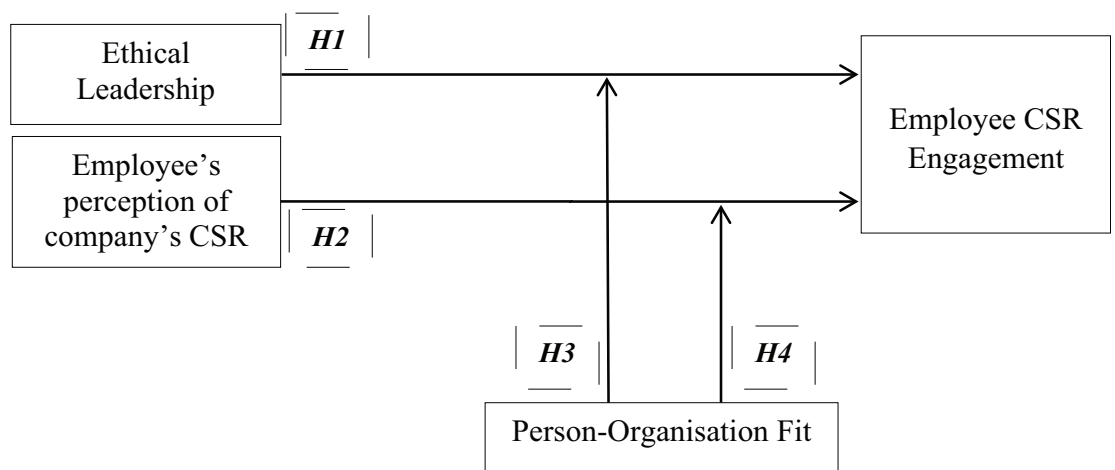 H1
Ethical
Leadership
Employee's
perception of
company's CSR
H2
Employee CSR
Engagement
H3
H4
Person-Organisation Fit